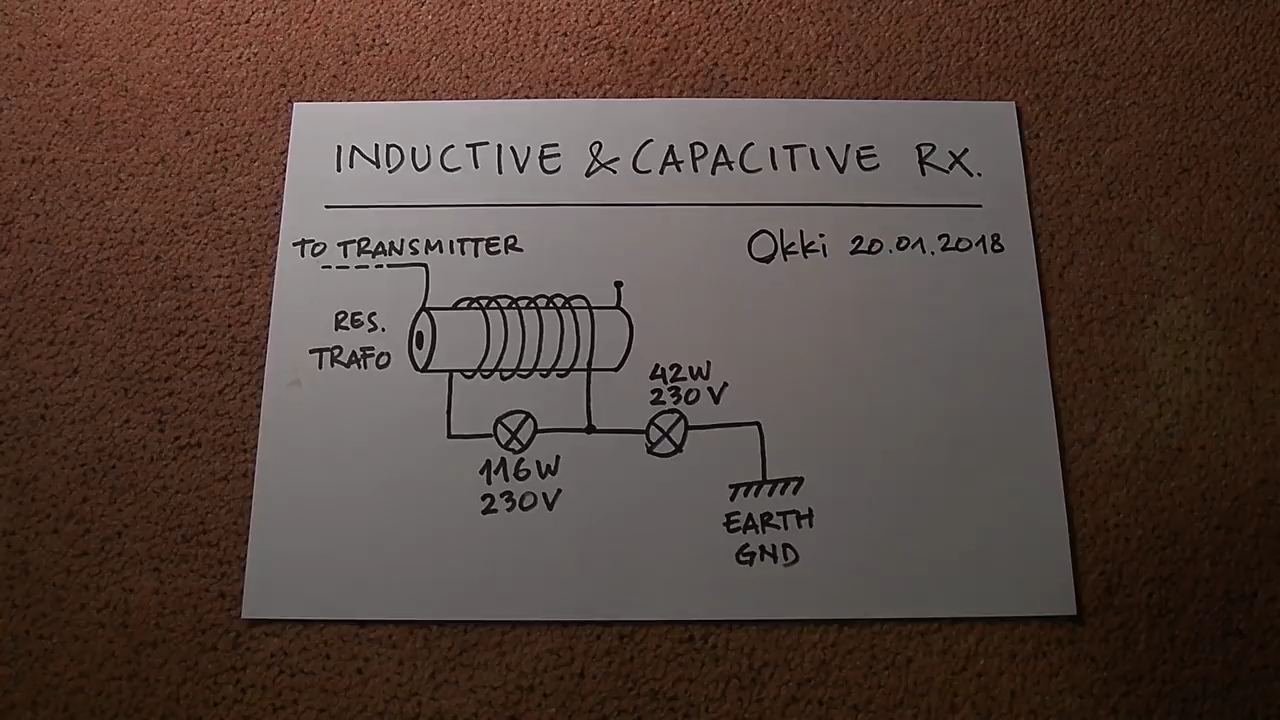 INDUCTIVE & CAPACITIVE RX.
TO TRANSMITTER
Okki 20.01.2018
RES.
TRAFO
42W
230V
116W
230V
EARTH
GND